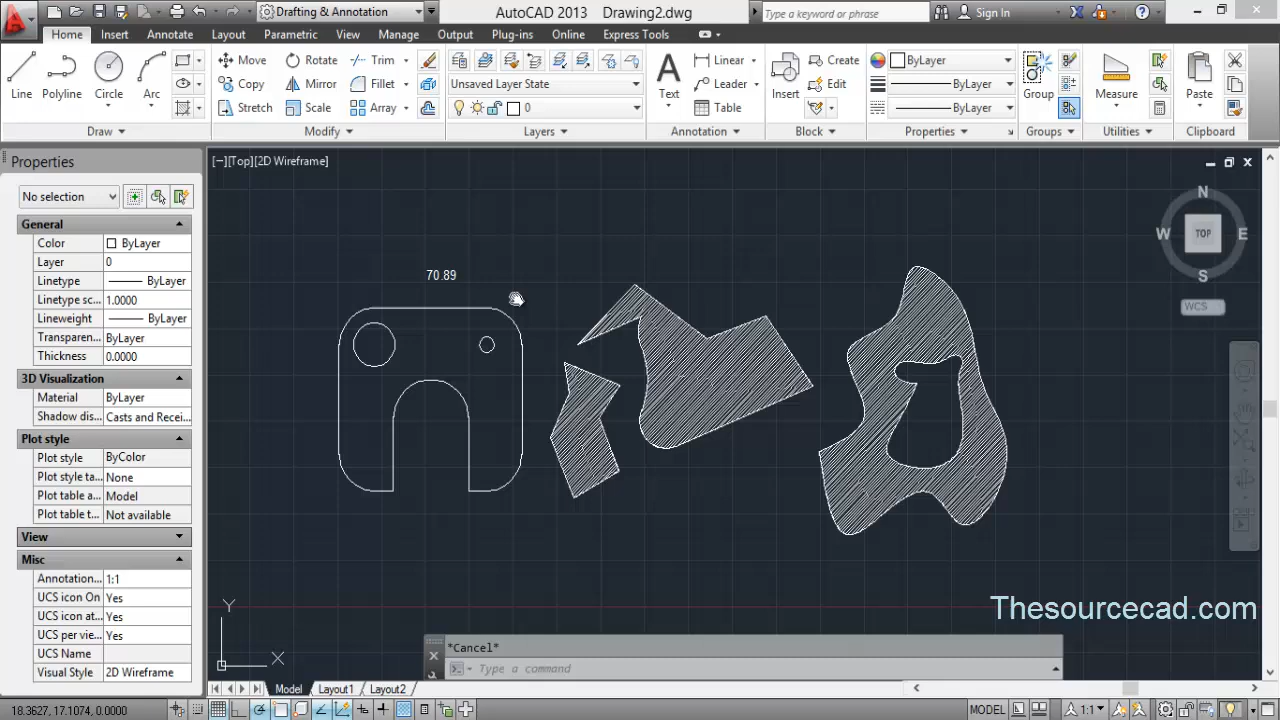 Drafting & Annotation
AutoCAD 2013 Drawing2.dwg
Type a keyword or phrase
Sign In
Home Insert Annotate Layout Parametric View Manage Output Plug-ins Online Express Tools
Line Polyline Circle Arc
Move Rotate Trim
Copy Mirror Fillet
Stretch Scale Array
Unsaved Layer State
0
Text
Linear
Leader
Table
Insert
Create
Edit
ByLayer
ByLayer
ByLayer
Group
Measure
Paste
Draw Modify Layers Annotation Block Properties Groups Utilities Clipboard
Properties
No selection
General
Color ByLayer
Layer 0
Linetype ByLayer
Linetype sc... 1.0000
Lineweight ByLayer
Transparen... ByLayer
Thickness 0.0000
3D Visualization
Material ByLayer
Shadow dis... Casts and Recei...
Plot style
Plot style ByColor
Plot style ta... None
Plot table a... Model
Plot table t... Not available
View
Misc
Annotation... 1:1
UCS icon On Yes
UCS icon at... Yes
UCS per vie... Yes
UCS Name
Visual Style 2D Wireframe
[−][Top][2D Wireframe]
N
W TOP E
S
WCS
70 89
Y
X
Thesourcecad.com
*Cancel*
Type a command
Model Layout1 Layout2
18.3627, 17.1074, 0.0000
MODEL
1:1